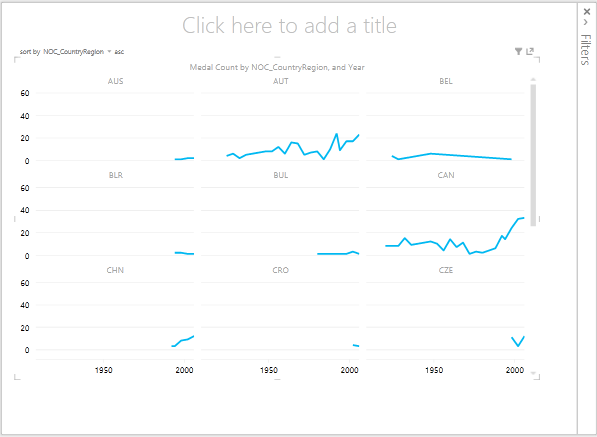 Click here to add a title
sort by NOC_CountryRegion asc
Filters
Medal Count by NOC_CountryRegion, and Year
AUS AUT BEL
60
40
20
0
BLR BUL CAN
60
40
20
0
CHN CRO CZE
60
40
20
0
1950 2000 1950 2000 1950 2000